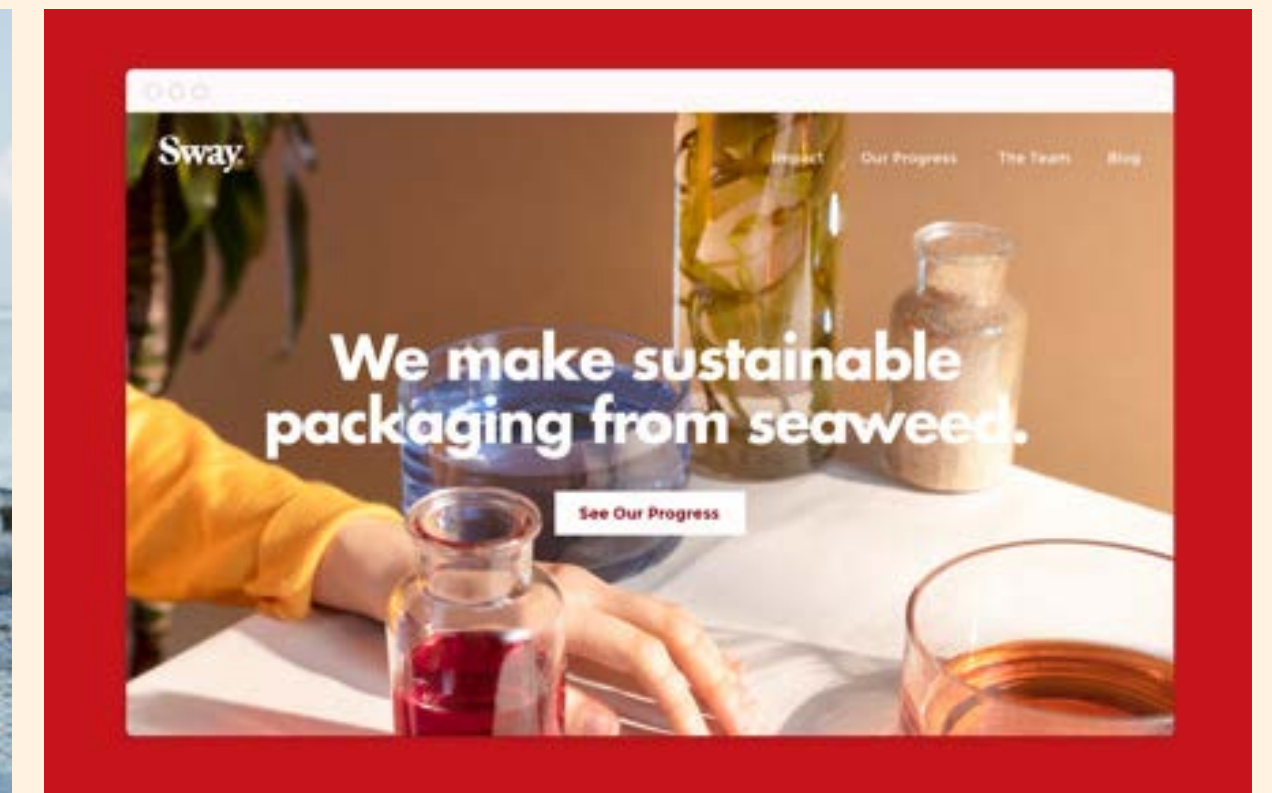 Sway
Impact Our Progress The Team Blog
We make sustainable
packaging from seaweed.
See Our Progress